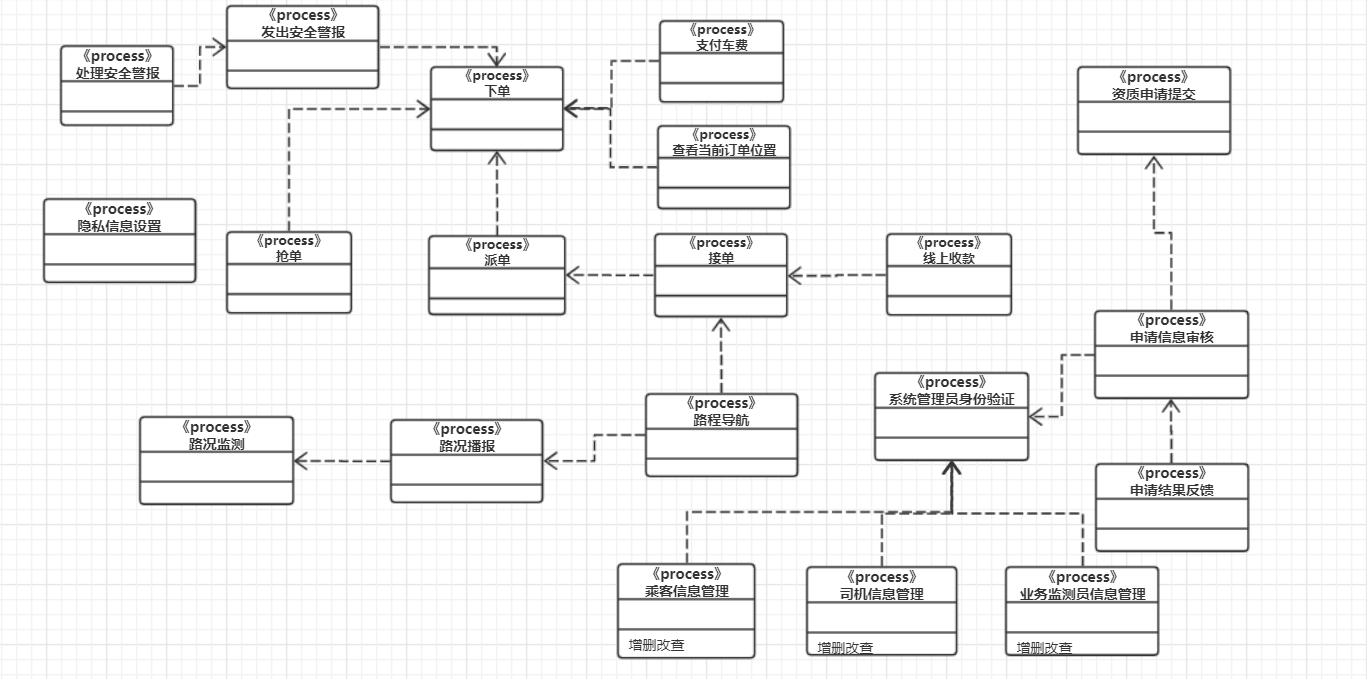 《process》
发出安全警报
《process》
处理安全警报
《process》
下单
《process》
支付车费
《process》
资质申请提交
《process》
查看当前订单位置
《process》
隐私信息设置
《process》
抢单
《process》
派单
《process》
接单
《process》
线上收款
《process》
申请信息审核
《process》
系统管理员身份验证
《process》
路程导航
《process》
路况监测
《process》
路况播报
《process》
申请结果反馈
《process》
乘客信息管理
增删改查
《process》
司机信息管理
增删改查
《process》
业务监测员信息管理
增删改查